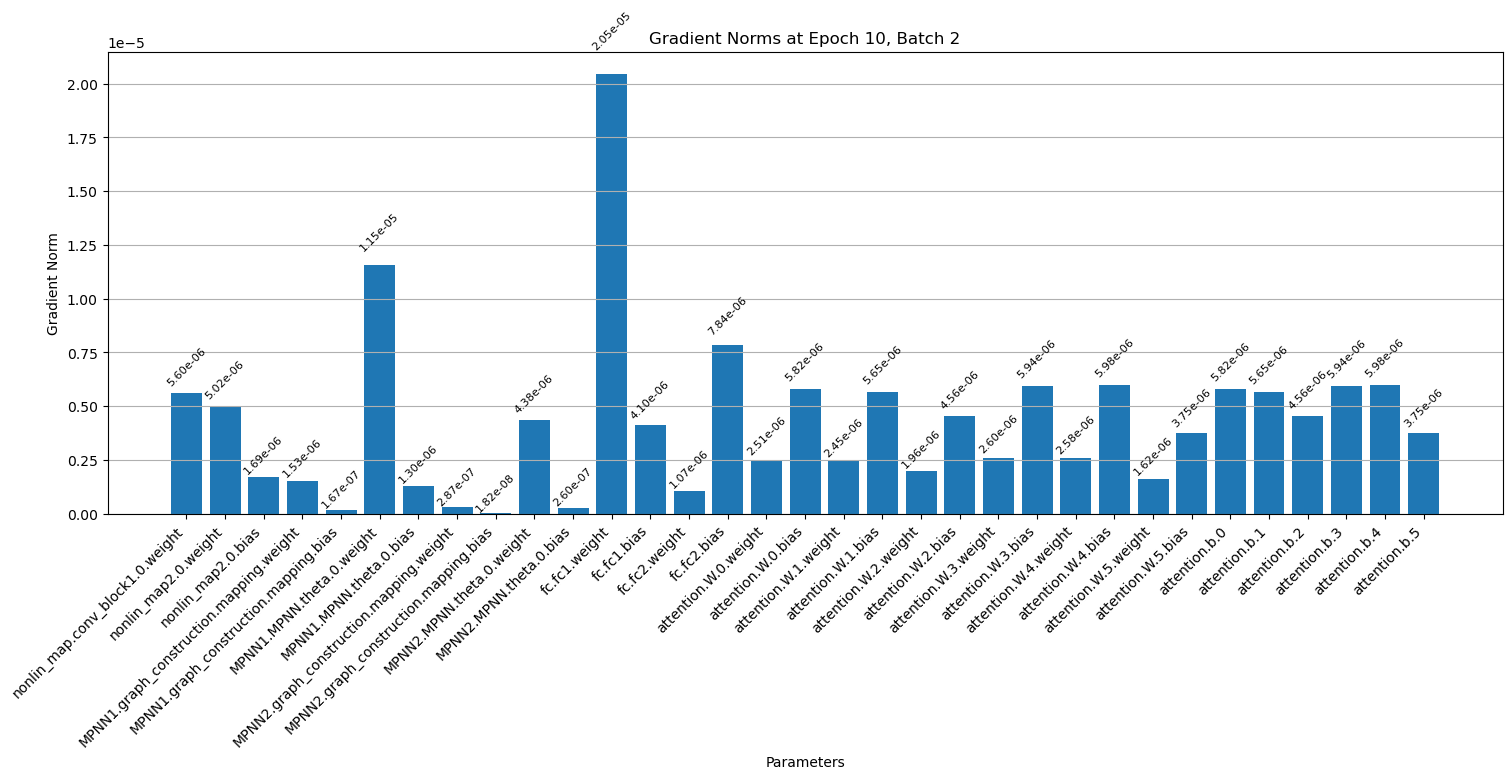 Gradient Norms at Epoch 10, Batch 2
1e−5
Gradient Norm
2.00
1.75
1.50
1.25
1.00
0.75
0.50
0.25
0.00
5.60e-06
5.02e-06
1.69e-06
1.53e-06
1.67e-07
1.15e-05
1.30e-06
2.87e-07
1.82e-08
4.38e-06
2.60e-07
2.05e-05
4.10e-06
1.07e-06
7.84e-06
2.51e-06
5.82e-06
2.45e-06
5.65e-06
1.96e-06
4.56e-06
2.60e-06
5.94e-06
2.58e-06
5.98e-06
1.62e-06
3.75e-06
5.82e-06
5.65e-06
4.56e-06
5.94e-06
5.98e-06
3.75e-06
nonlin_map.conv_block1.0.weight
nonlin_map2.0.weight
nonlin_map2.0.bias
MPNN1.graph_construction.mapping.weight
MPNN1.graph_construction.mapping.bias
MPNN1.MPNN.theta.0.weight
MPNN1.MPNN.theta.0.bias
MPNN2.graph_construction.mapping.weight
MPNN2.graph_construction.mapping.bias
MPNN2.MPNN.theta.0.weight
MPNN2.MPNN.theta.0.bias
fc.fc1.weight
fc.fc1.bias
fc.fc2.weight
fc.fc2.bias
attention.W.0.weight
attention.W.0.bias
attention.W.1.weight
attention.W.1.bias
attention.W.2.weight
attention.W.2.bias
attention.W.3.weight
attention.W.3.bias
attention.W.4.weight
attention.W.4.bias
attention.W.5.weight
attention.W.5.bias
attention.b.0
attention.b.1
attention.b.2
attention.b.3
attention.b.4
attention.b.5
Parameters